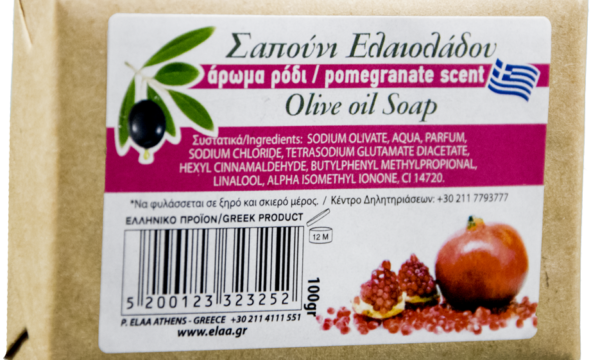 Σαπούνι Ελαιολάδου
άρωμα ρόδι / pomegranate scent
Olive oil Soap
Συστατικά/Ingredients: SODIUM OLIVATE, AQUA, PARFUM,
SODIUM CHLORIDE, TETRASODIUM GLUTAMATE DIACETATE,
HEXYL CINNAMALDEHYDE, BUTYLPHENYL METHYLPROPIONAL,
LINALOOL, ALPHA ISOMETHYL IONONE, CI 14720.
*Να φυλάσσεται σε ξηρό και σκιερό μέρος. / Κέντρο Δηλητηριάσεων: +30 211 7793777
ΕΛΛΗΝΙΚΟ ΠΡΟΪΟΝ/GREEK PRODUCT
12 M
100gr
5 200123 323252
P. ELAA ATHENS - GREECE +30 211 4111 551
www.elaa.gr